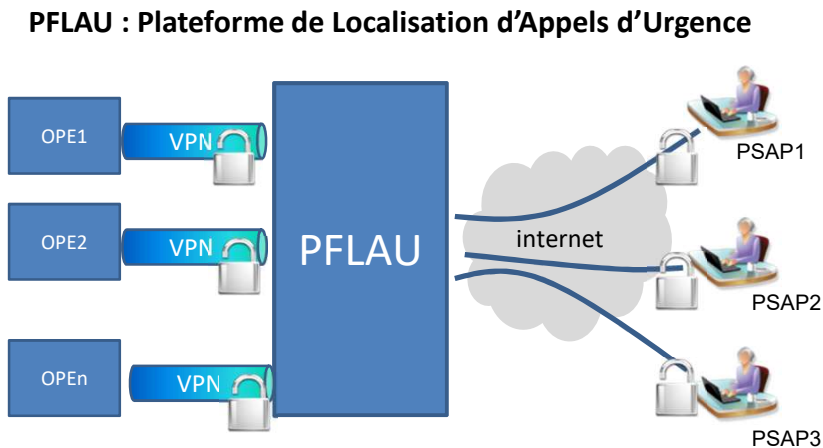 PFLAU : Plateforme de Localisation d’Appels d’Urgence
OPE1
VPN
PSAP1
OPE2
VPN
PFLAU
internet
PSAP2
OPEn
VPN
PSAP3